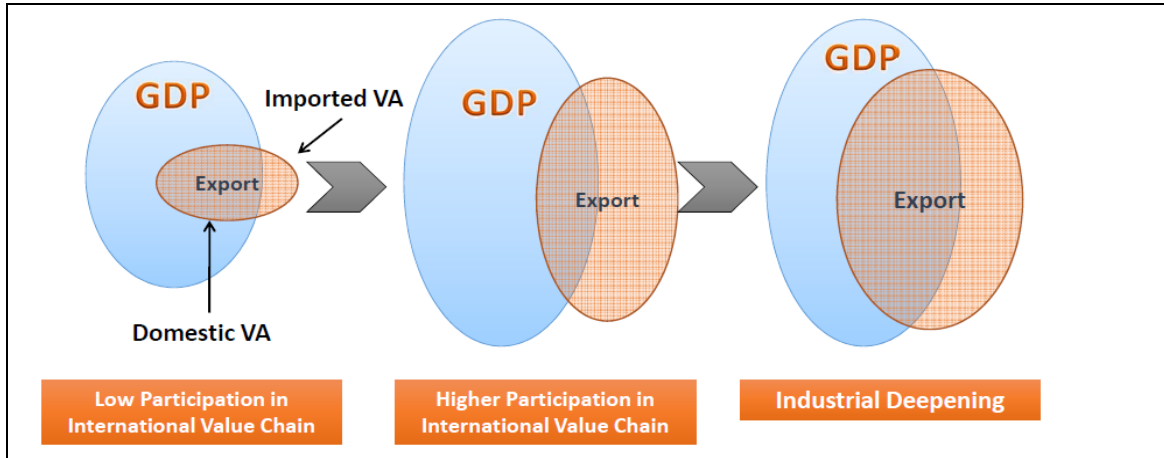 GDP
Imported VA
Export
Domestic VA
Low Participation in
International Value Chain
GDP
Export
Higher Participation in
International Value Chain
GDP
Export
Industrial Deepening